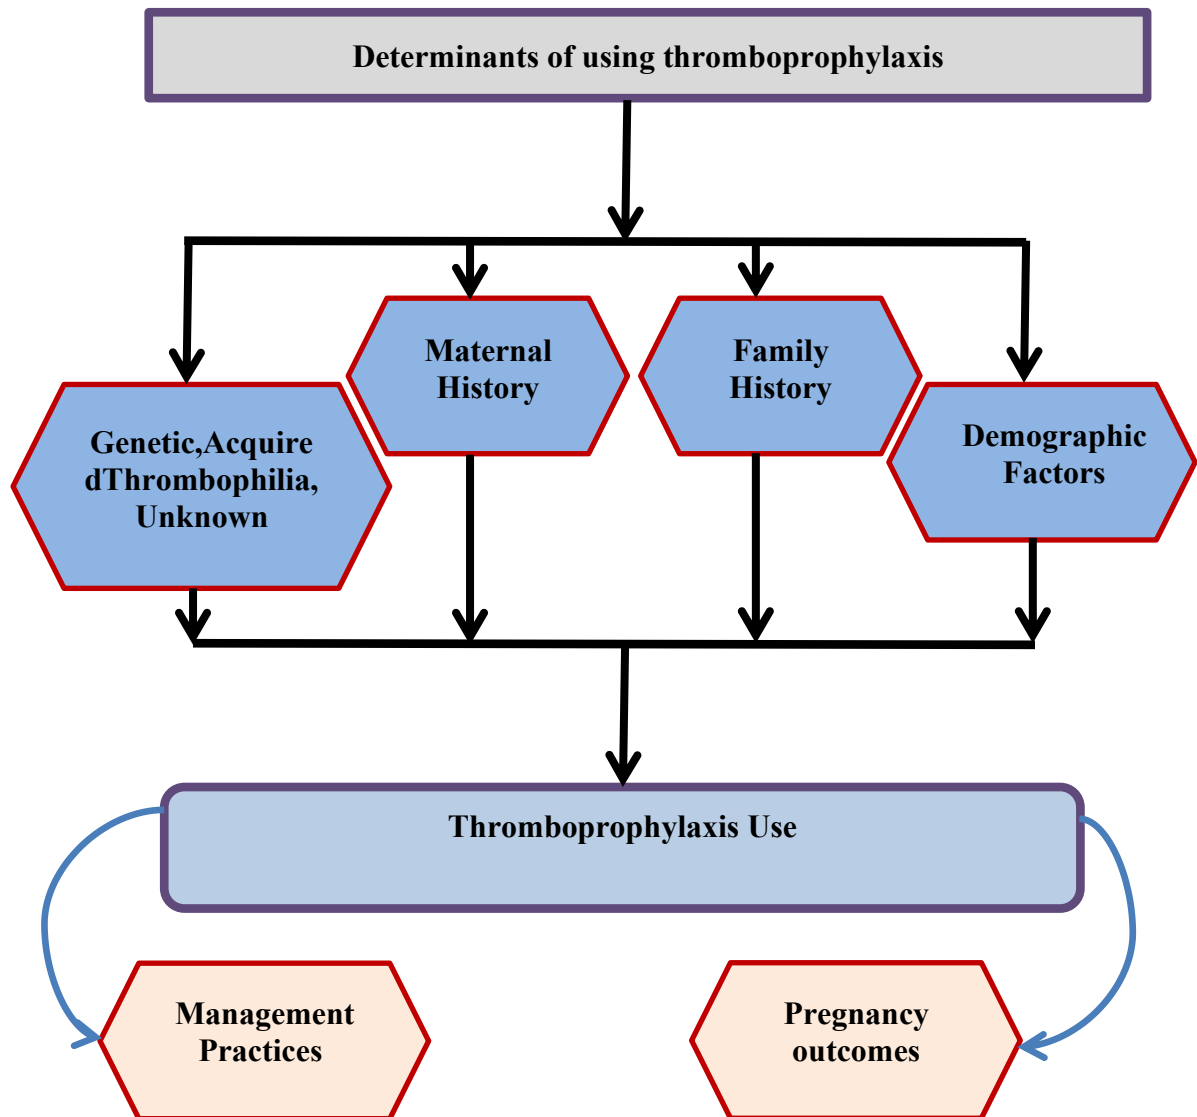 Determinants of using thromboprophylaxis
Maternal
History
Family
History
Genetic,Acquire
dThrombophilia,
Unknown
Demographic
Factors
Thromboprophylaxis Use
Management
Practices
Pregnancy
outcomes